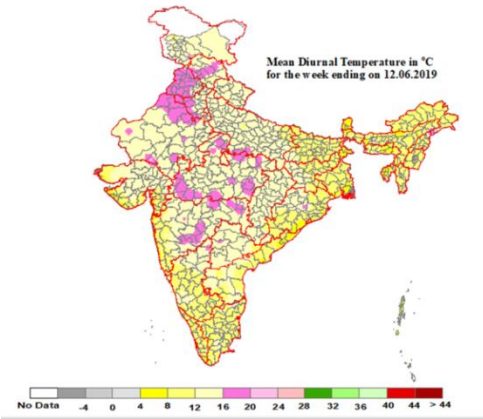 Mean Diurnal Temperature in °C
for the week ending on 12.06.2019
No Data -4 0 4 8 12 16 20 24 28 32 36 40 44 > 44